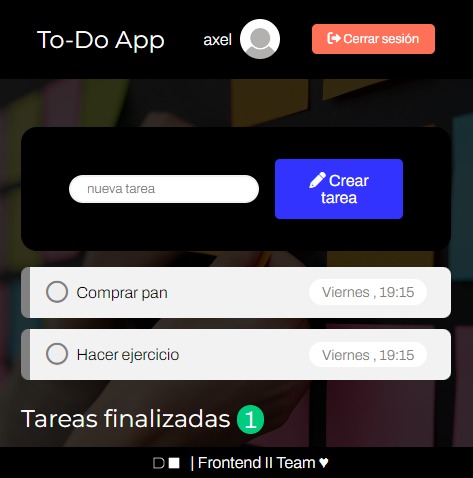 To-Do App
axel
Cerrar sesión
nueva tarea
Crear
tarea
Comprar pan
Viernes , 19:15
Hacer ejercicio
Viernes , 19:15
Tareas finalizadas 1
| Frontend II Team ♥